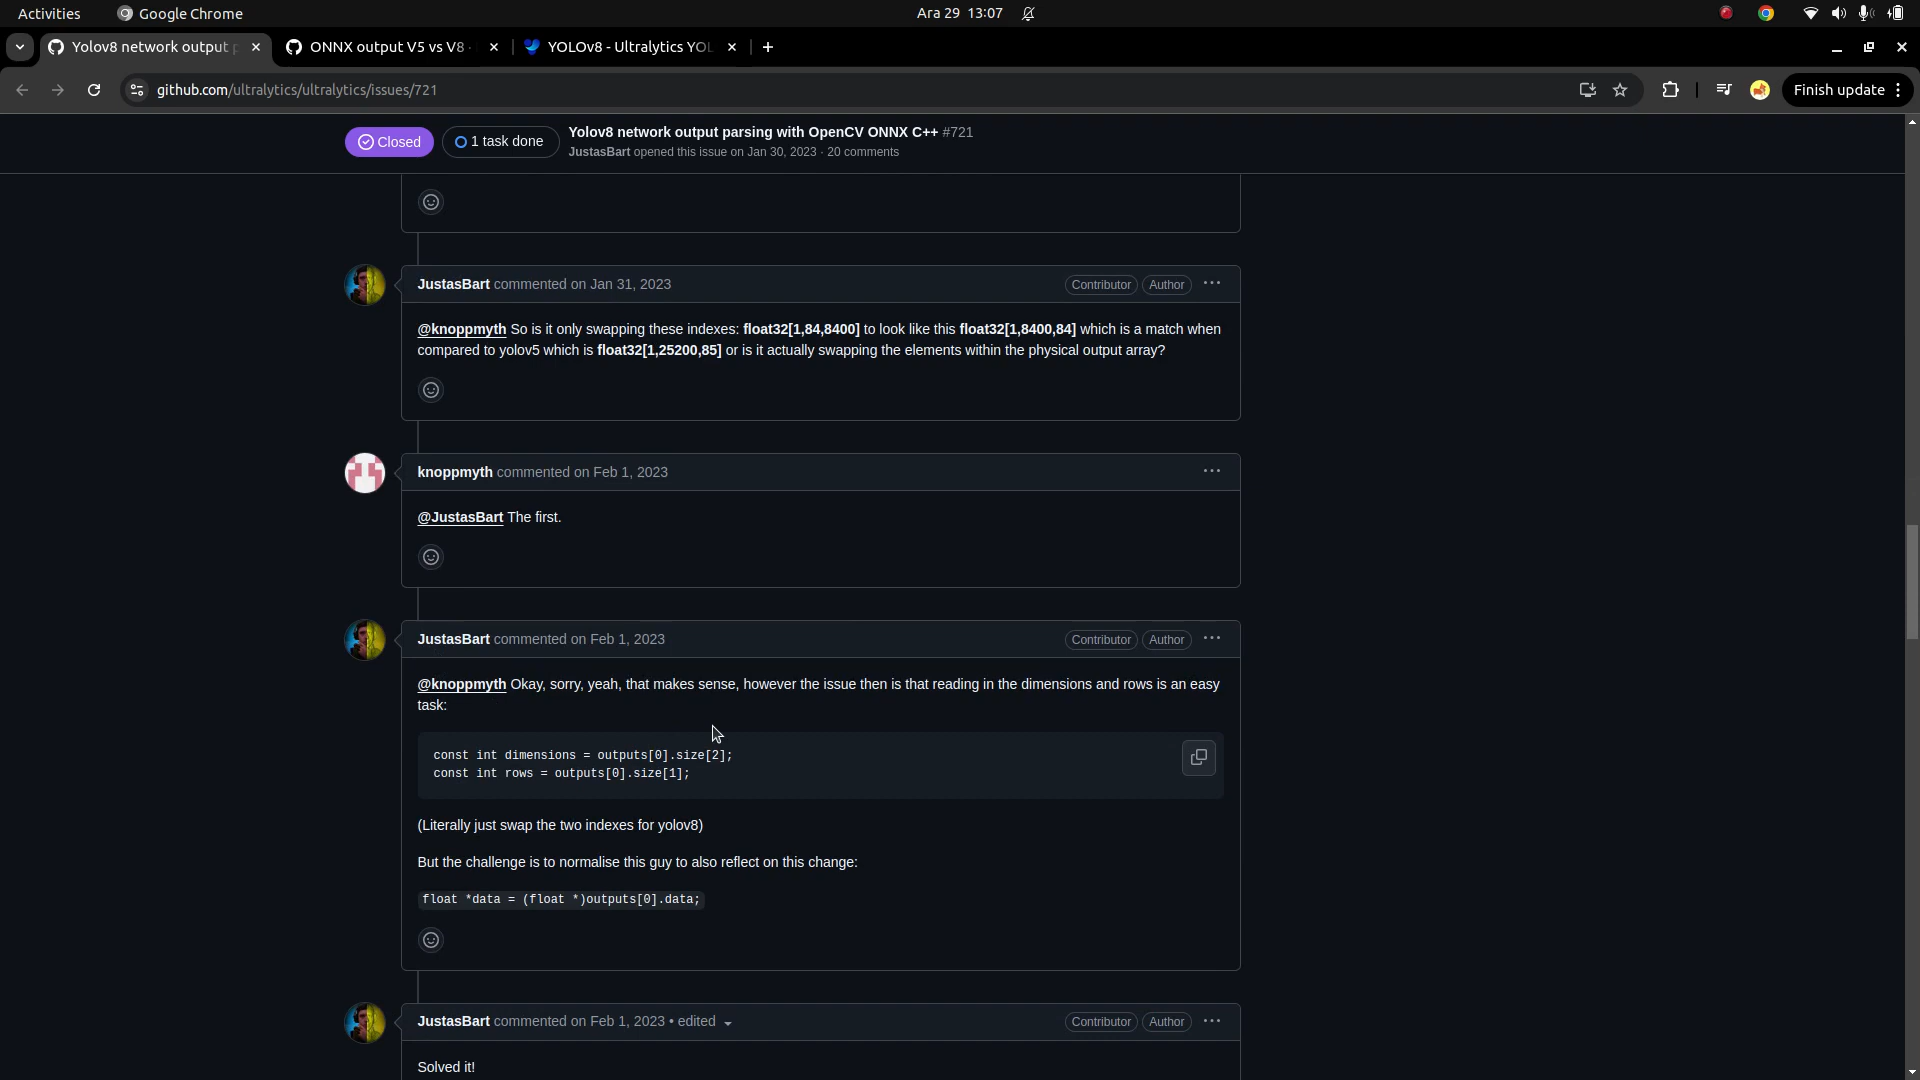 Activities
Google Chrome
Ara 29 13:07
Yolov8 network output p
ONNX output V5 vs V8 ·
YOLOv8 - Ultralytics YOL
github.com/ultralytics/ultralytics/issues/721
Finish update
Closed
1 task done
Yolov8 network output parsing with OpenCV ONNX C++ #721
JustasBart opened this issue on Jan 30, 2023 · 20 comments
JustasBart commented on Jan 31, 2023
Contributor
Author
@knoppmyth So is it only swapping these indexes: float32[1,84,8400] to look like this float32[1,8400,84] which is a match when
compared to yolov5 which is float32[1,25200,85] or is it actually swapping the elements within the physical output array?
knoppmyth commented on Feb 1, 2023
@JustasBart The first.
JustasBart commented on Feb 1, 2023
Contributor
Author
@knoppmyth Okay, sorry, yeah, that makes sense, however the issue then is that reading in the dimensions and rows is an easy
task:
const int dimensions = outputs[0].size[2];
const int rows = outputs[0].size[1];
(Literally just swap the two indexes for yolov8)
But the challenge is to normalise this guy to also reflect on this change:
float *data = (float *)outputs[0].data;
JustasBart commented on Feb 1, 2023 • edited
Contributor
Author
Solved it!